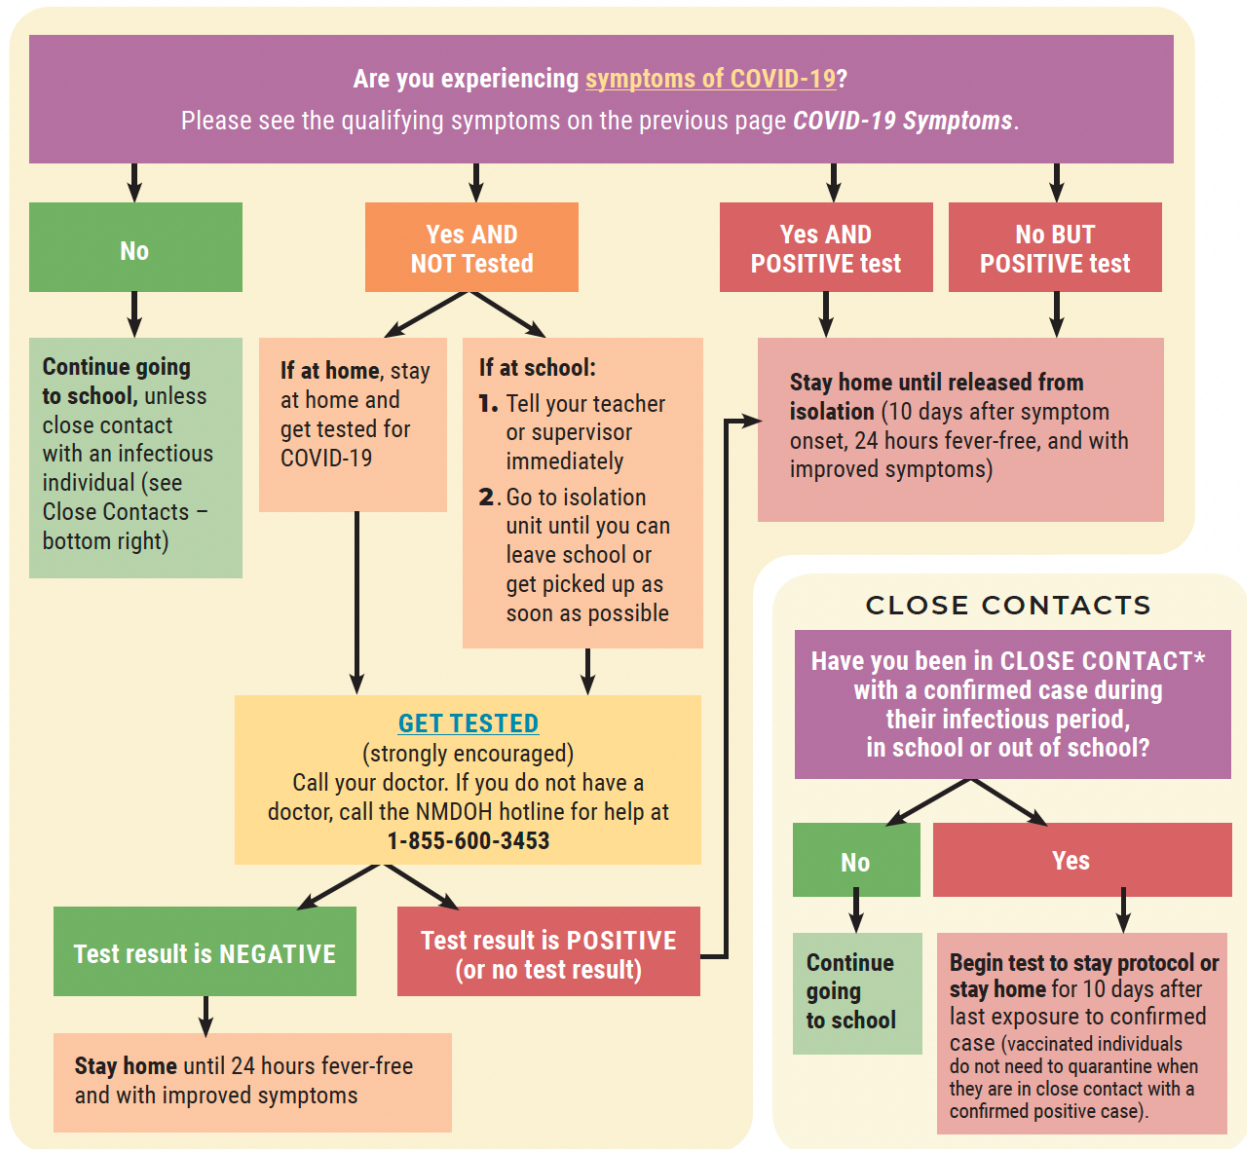 Are you experiencing symptoms of COVID-19?
Please see the qualifying symptoms on the previous page COVID-19 Symptoms.
No
Yes AND
NOT Tested
Yes AND
POSITIVE test
No BUT
POSITIVE test
Continue going
to school, unless
close contact
with an infectious
individual (see
Close Contacts –
bottom right)
If at home, stay
at home and
get tested for
COVID-19
If at school:
1. Tell your teacher
or supervisor
immediately
2. Go to isolation
unit until you can
leave school or
get picked up as
soon as possible
Stay home until released from
isolation (10 days after symptom
onset, 24 hours fever-free, and with
improved symptoms)
GET TESTED
(strongly encouraged)
Call your doctor. If you do not have a
doctor, call the NMDOH hotline for help at
1-855-600-3453
Test result is NEGATIVE
Test result is POSITIVE
(or no test result)
Stay home until 24 hours fever-free
and with improved symptoms
CLOSE CONTACTS
Have you been in CLOSE CONTACT*
with a confirmed case during
their infectious period,
in school or out of school?
No
Yes
Continue
going
to school
Begin test to stay protocol or
stay home for 10 days after
last exposure to confirmed
case (vaccinated individuals
do not need to quarantine when
they are in close contact with a
confirmed positive case).